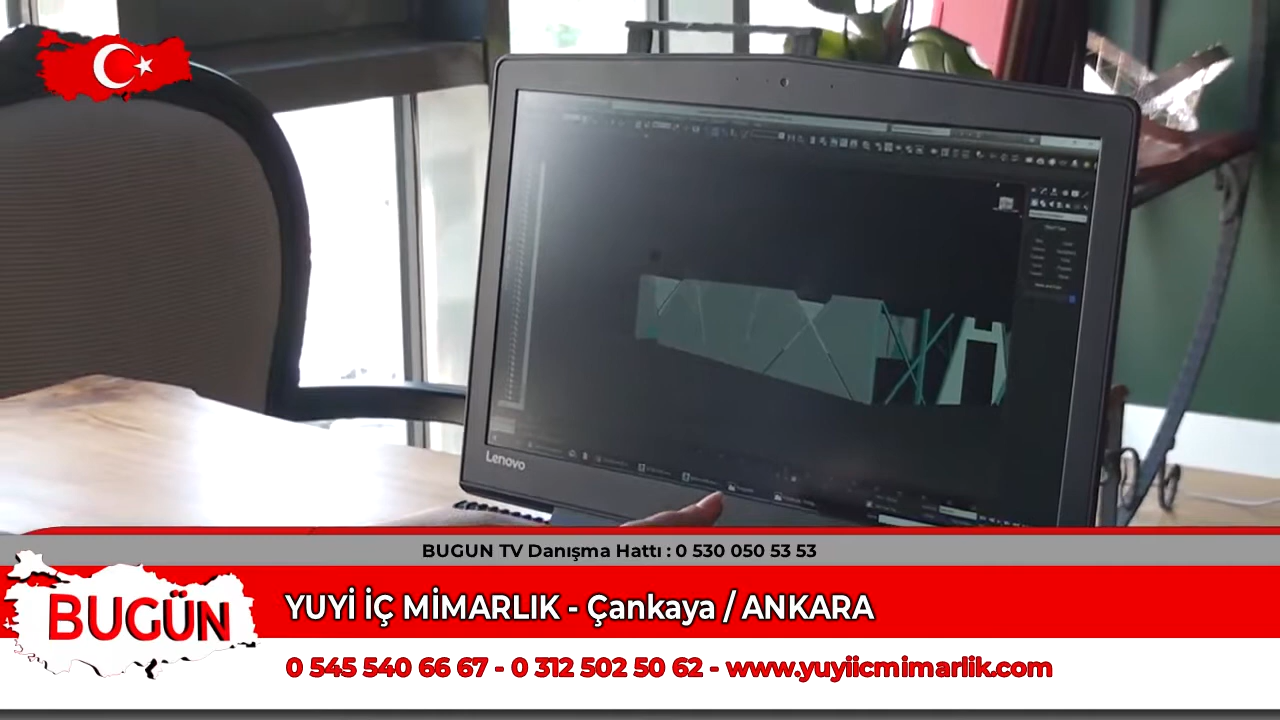 Lenovo
BUGUN TV Danışma Hattı : 0 530 050 53 53
BUGÜN
YUYİ İÇ MİMARLIK - Çankaya / ANKARA
0 545 540 66 67 - 0 312 502 50 62 - www.yuyiicmimarlik.com